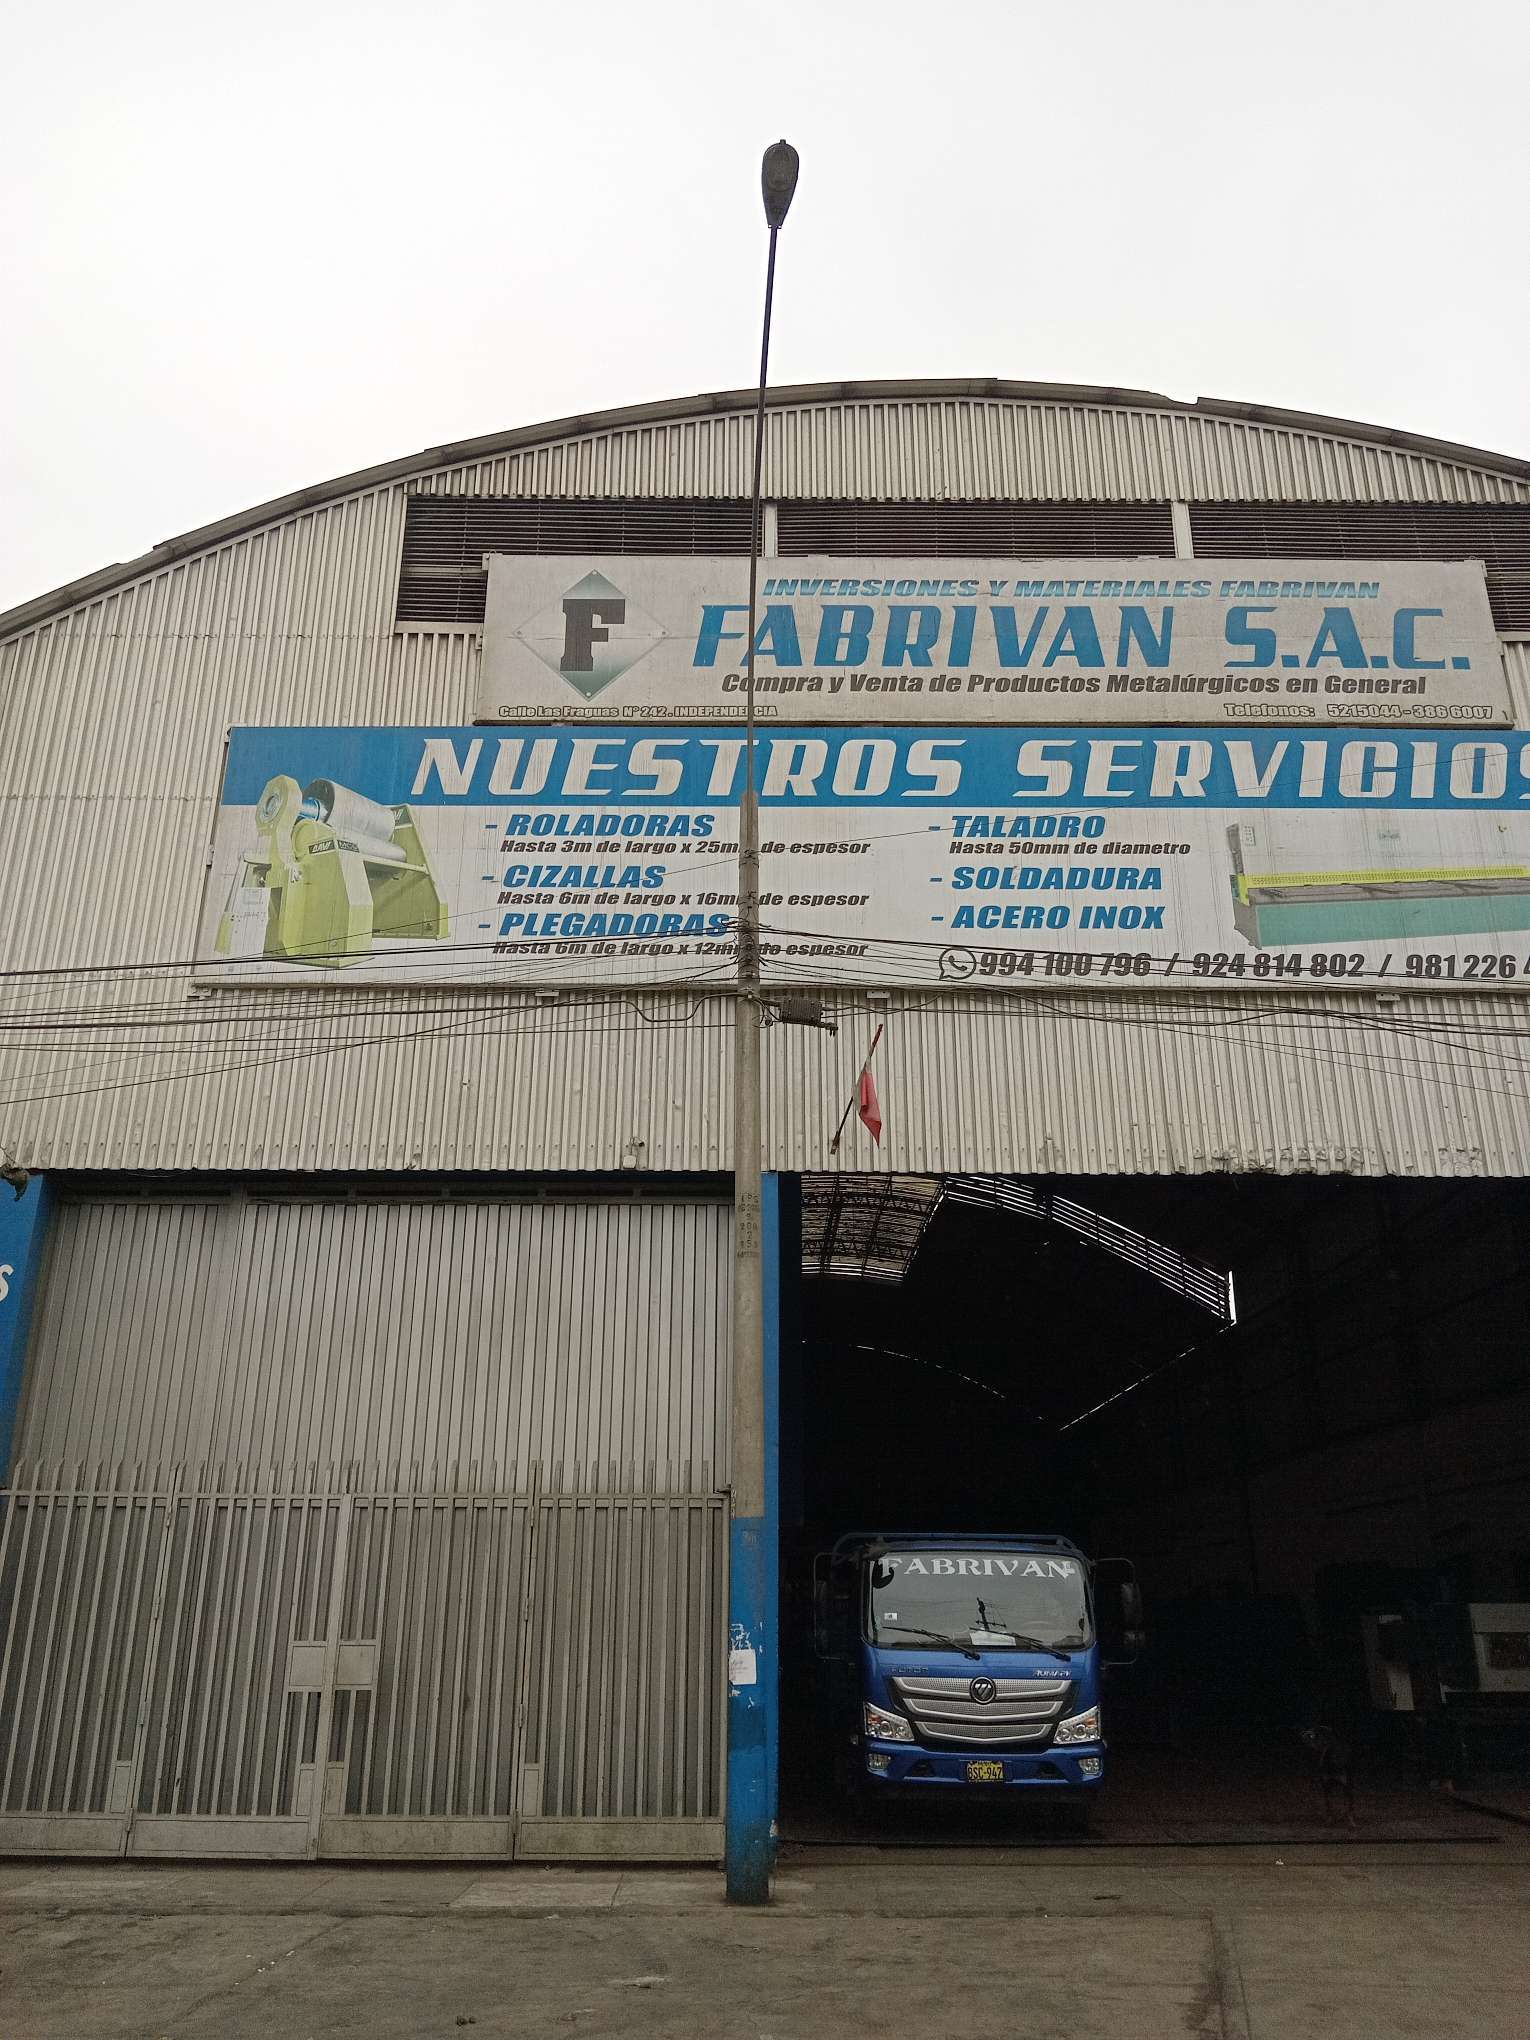 INVERSIONES Y MATERIALES FABRIVAN
F
FABRIVAN S.A.C.
Compra y Venta de Productos Metalúrgicos en General
Calle Las Fraguas Nº 242. INDEPENDENCIA
Telefonos: 5215044 - 386 6007
NUESTROS SERVICIOS
- ROLADORAS
Hasta 3m de largo x 25mm de espesor
- CIZALLAS
Hasta 6m de largo x 16mm de espesor
- PLEGADORAS
Hasta 6m de largo x 12mm de espesor
- TALADRO
Hasta 50mm de diametro
- SOLDADURA
- ACERO INOX
994 100 796 / 924 814 802 / 981 226
S
FABRIVAN
FOTON
AUMARK
BSC-947